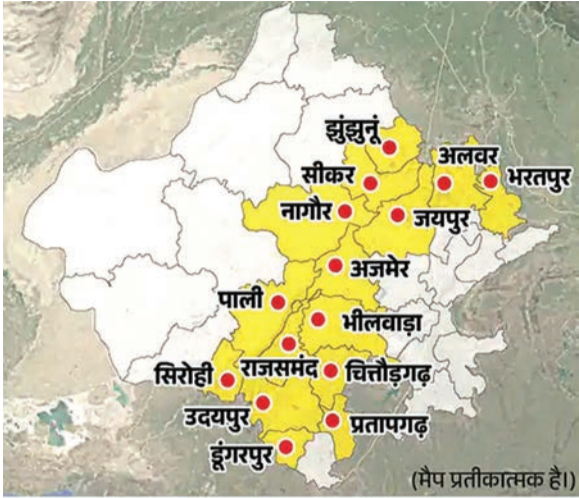 झुंझुनूं
सीकर
अलवर
भरतपुर
नागौर
जयपुर
अजमेर
पाली
भीलवाड़ा
सिरोही
राजसमंद
चित्तौड़गढ़
उदयपुर
प्रतापगढ़
डूंगरपुर
(मैप प्रतीकात्मक है।)